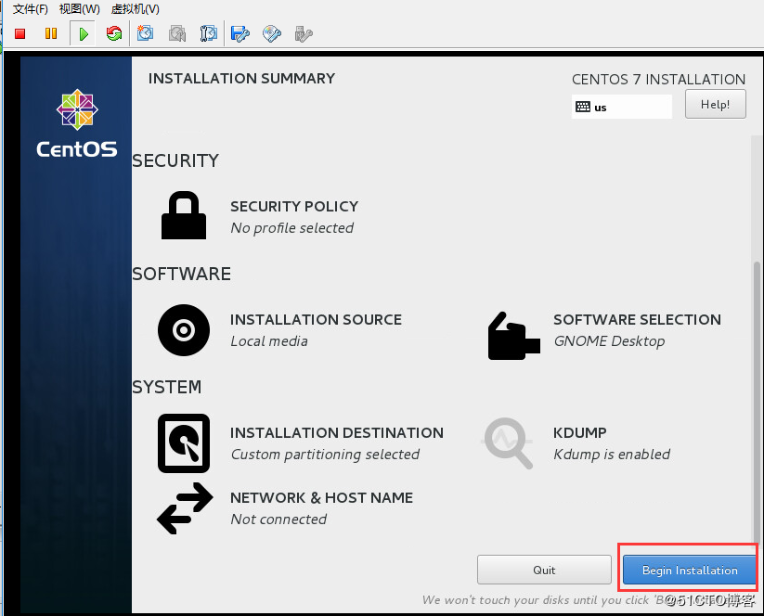 文件(F) 视图(W) 虚拟机(V)
INSTALLATION SUMMARY
CENTOS 7 INSTALLATION
us
Help!
CentOS
SECURITY
SECURITY POLICY
No profile selected
SOFTWARE
INSTALLATION SOURCE
Local media
SOFTWARE SELECTION
GNOME Desktop
SYSTEM
INSTALLATION DESTINATION
Custom partitioning selected
KDUMP
Kdump is enabled
NETWORK & HOST NAME
Not connected
Quit
Begin Installation
We won't touch your disks until you click
@51CTO博客